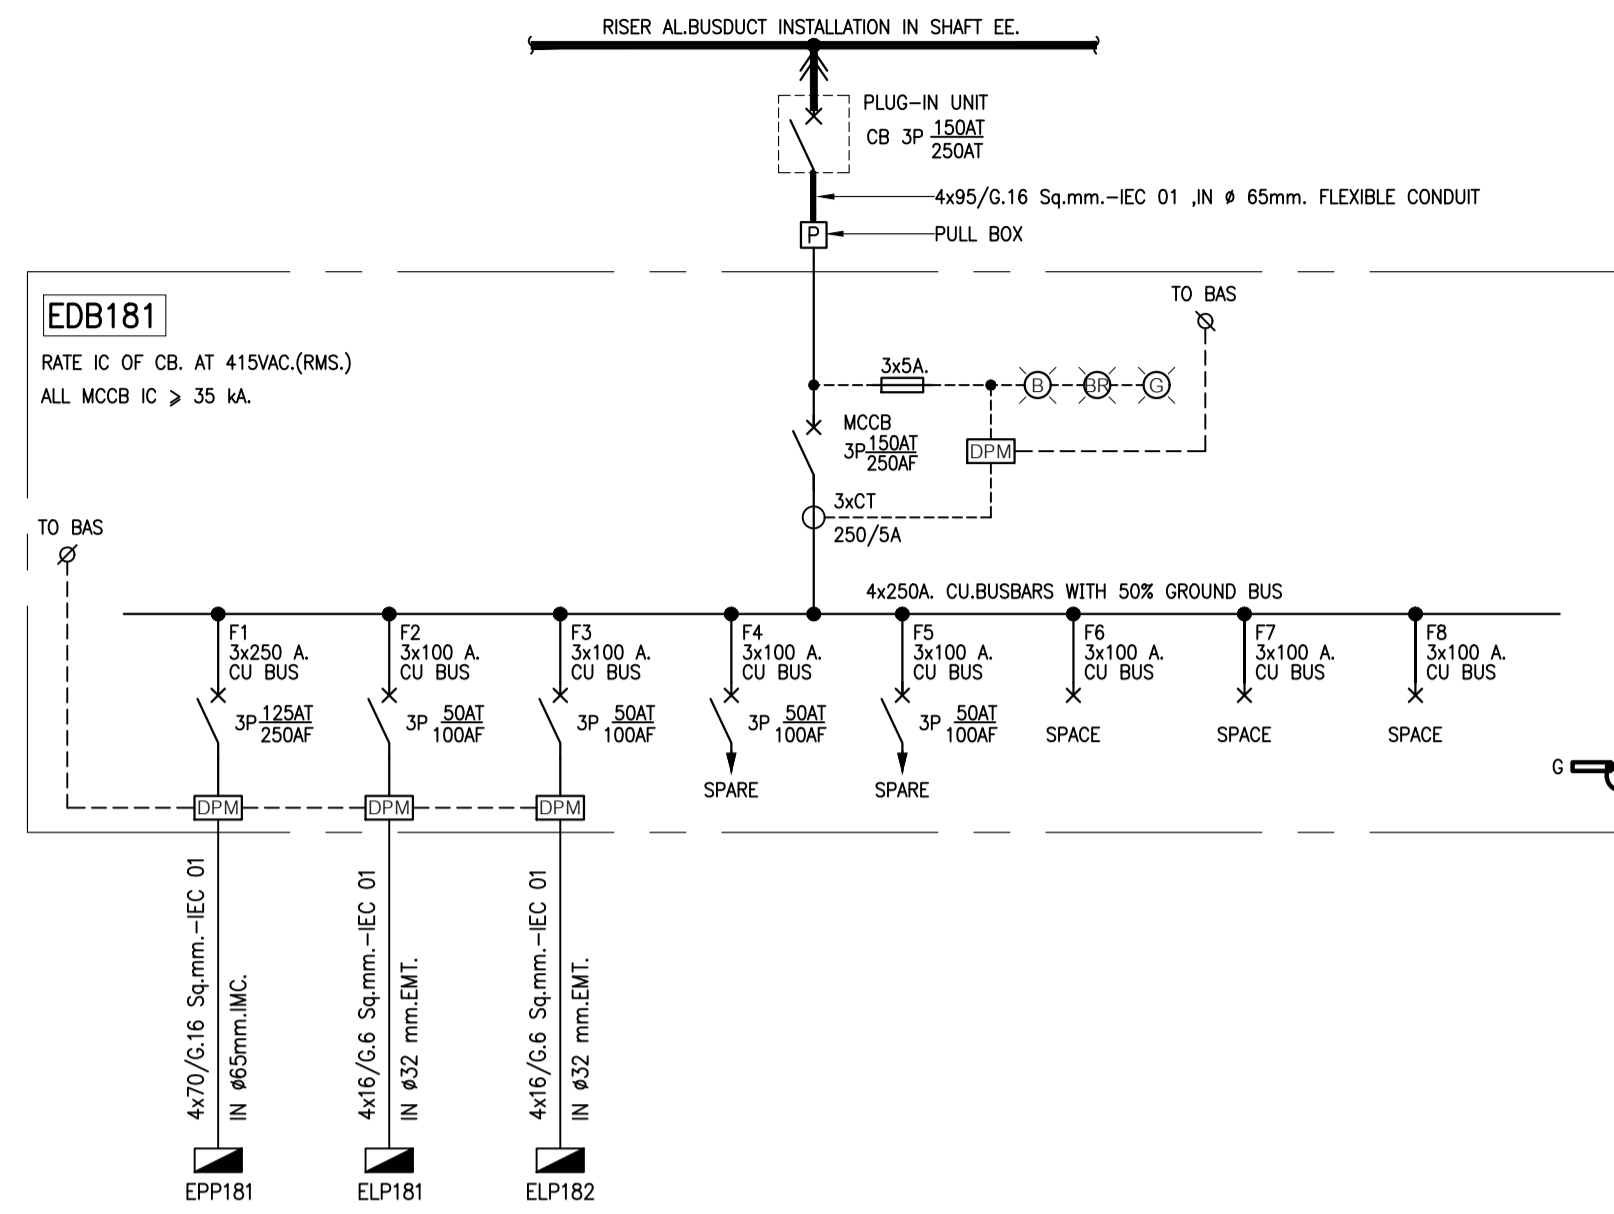 RISER AL.BUSDUCT INSTALLATION IN SHAFT EE.
PLUG-IN UNIT
CB 3P 150AT
250AT
4x95/G.16 Sq.mm.-IEC 01 ,IN ø 65mm. FLEXIBLE CONDUIT
P
PULL BOX
EDB181
RATE IC OF CB. AT 415VAC.(RMS.)
ALL MCCB IC ⩾ 35 kA.
TO BAS
3x5A.
B
BR
G
MCCB
3P 150AT
250AF
DPM
3xCT
250/5A
TO BAS
4x250A. CU.BUSBARS WITH 50% GROUND BUS
F1
3x250 A.
CU BUS
3P 125AT
250AF
F2
3x100 A.
CU BUS
3P 50AT
100AF
F3
3x100 A.
CU BUS
3P 50AT
100AF
F4
3x100 A.
CU BUS
3P 50AT
100AF
SPARE
F5
3x100 A.
CU BUS
3P 50AT
100AF
SPARE
F6
3x100 A.
CU BUS
SPACE
F7
3x100 A.
CU BUS
SPACE
F8
3x100 A.
CU BUS
SPACE
G
DPM
DPM
DPM
4x70/G.16 Sq.mm.-IEC 01
IN ø65mm.IMC.
4x16/G.6 Sq.mm.-IEC 01
IN ø32 mm.EMT.
4x16/G.6 Sq.mm.-IEC 01
IN ø32 mm.EMT.
EPP181
ELP181
ELP182